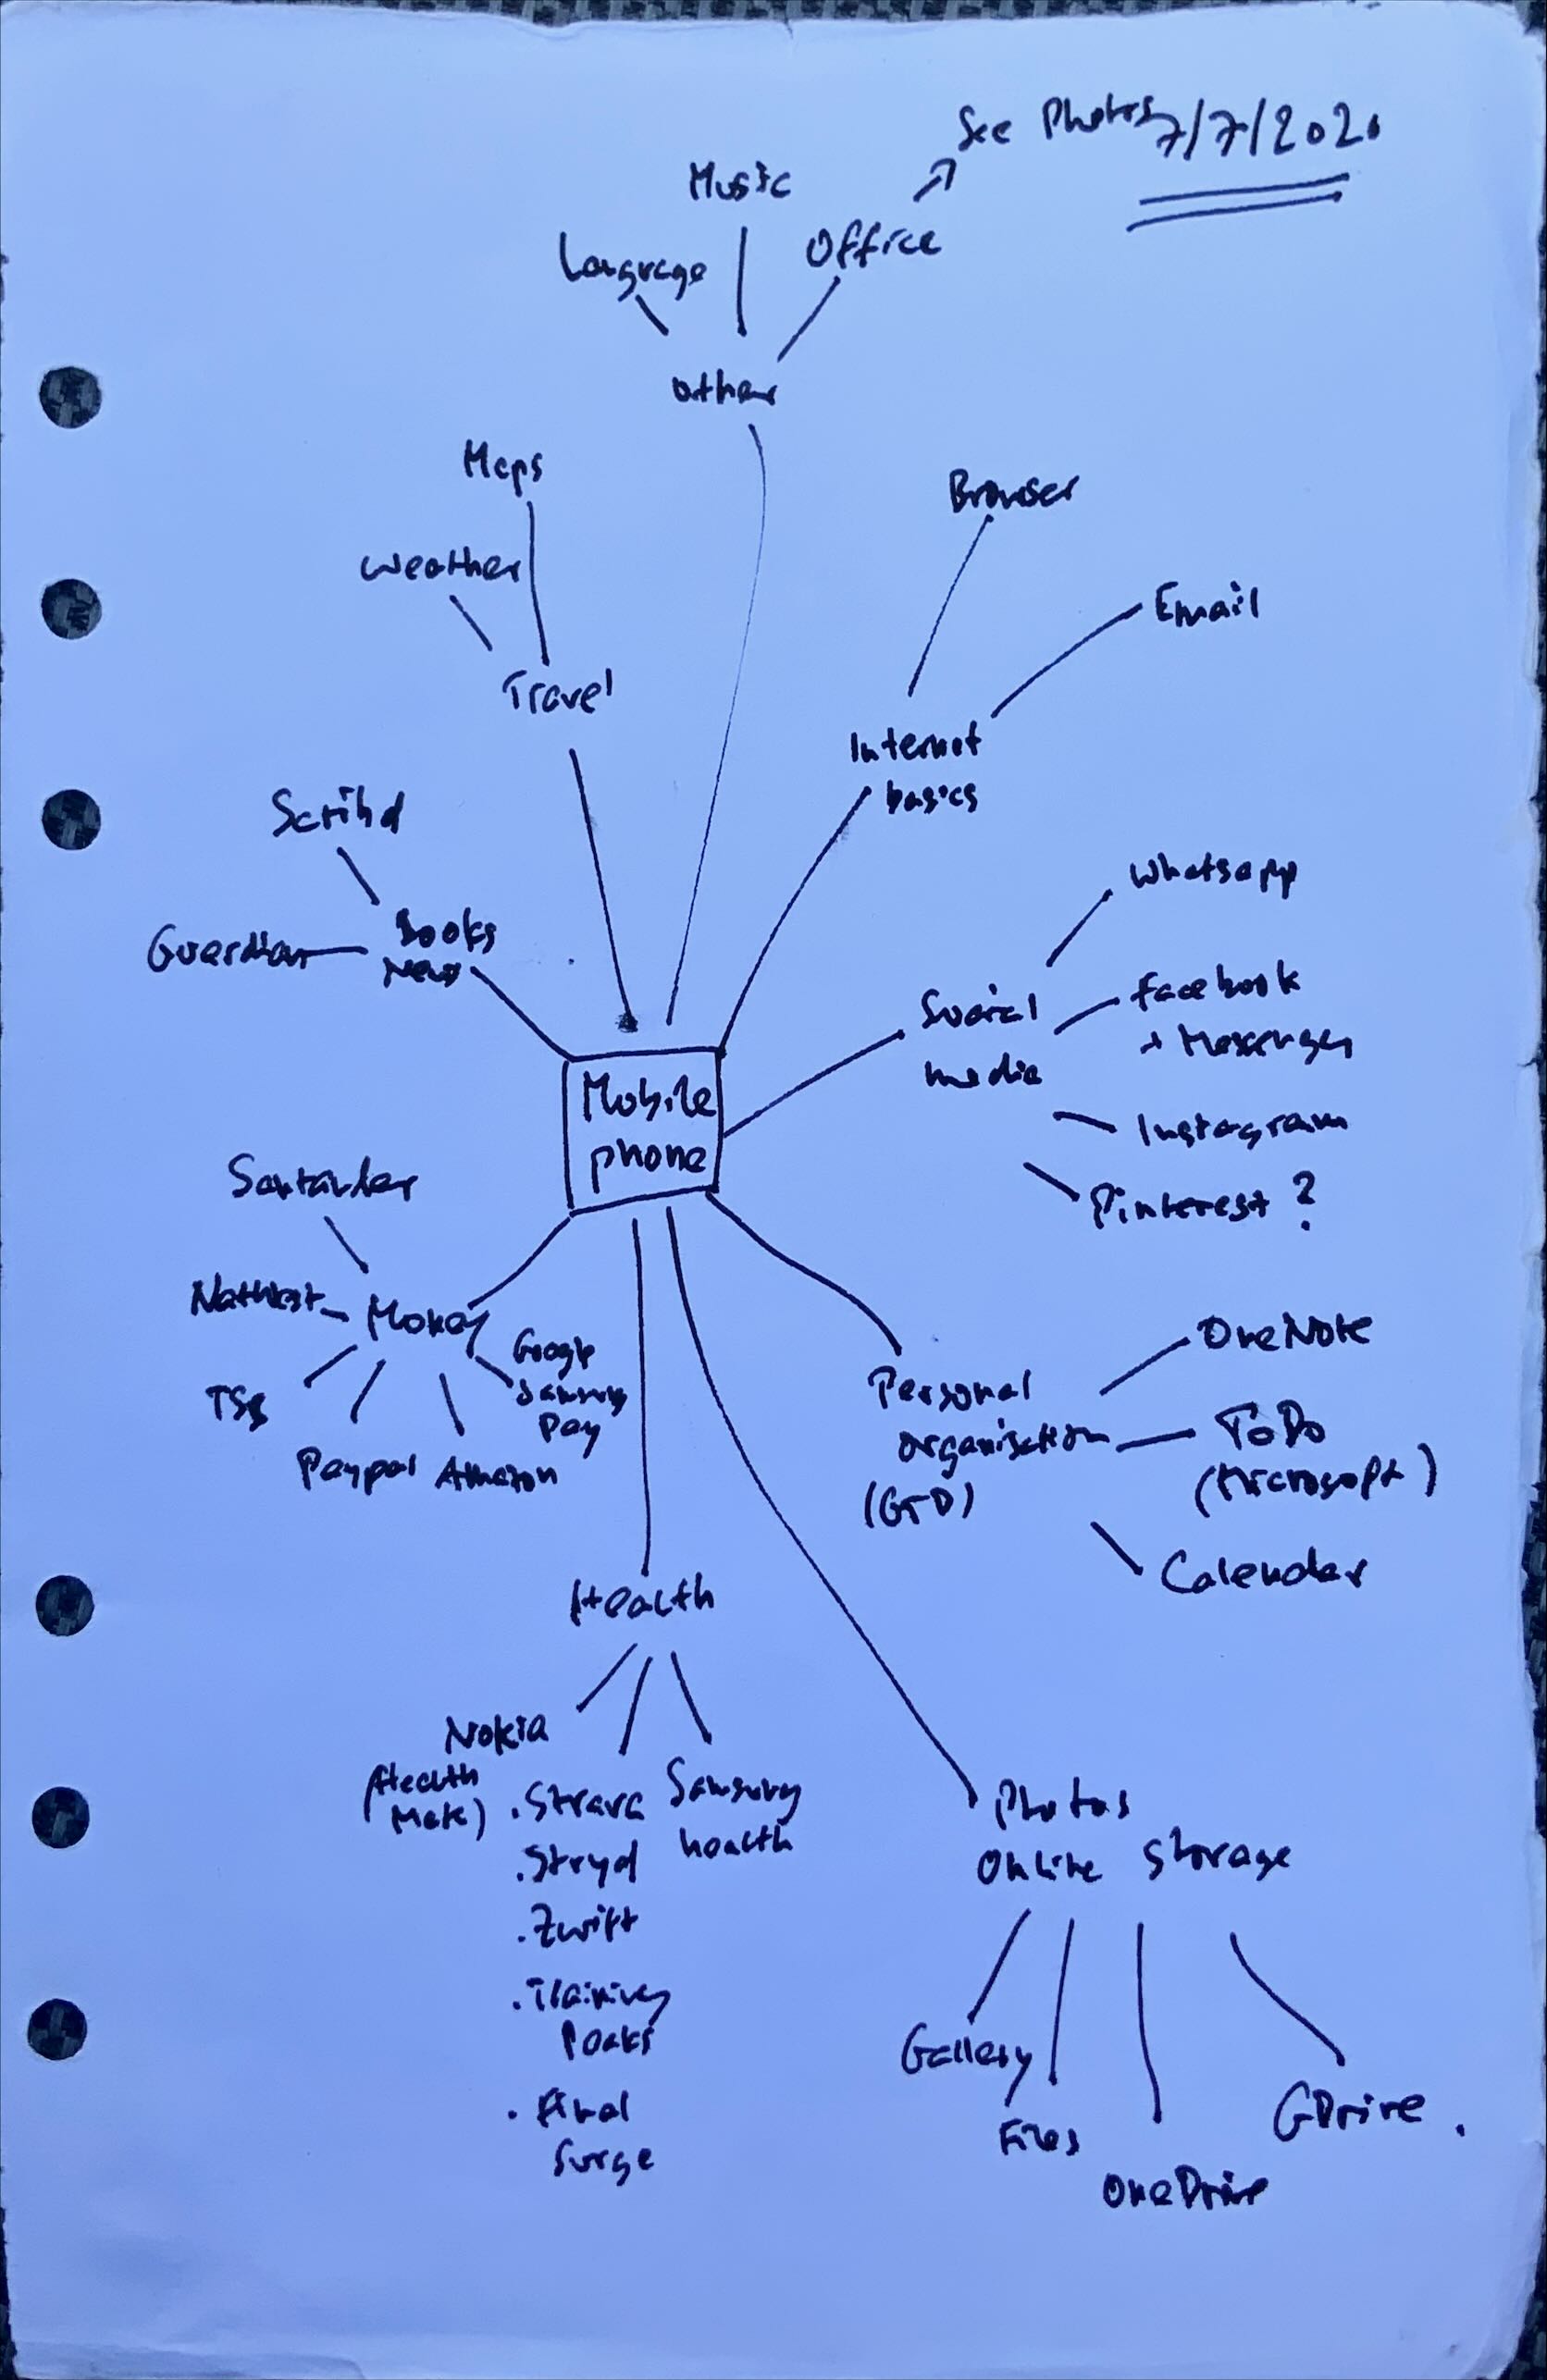 See Photos 7/7/2020
Music
Language
Office
other
Maps
Weather
Travel
Browser
Email
Internet
basics
Scribd
Guardian
Books
News
Whatsapp
Social
media
facebook
+ Messenger
Instagram
Pinterest ?
Mobile
phone
Santander
NatWest
Money
TSB
Paypal
Amazon
Google
Samsung
Pay
Personal
organisation
(GTD)
OneNote
ToDo
(Microsoft)
Calendar
Health
Nokia
(Health
Mate)
. Strava
. Stryd
. Zwift
. Training
Peaks
. Final
Surge
Samsung
health
Photos
Online Storage
Gallery
Files
OneDrive
GDrive .